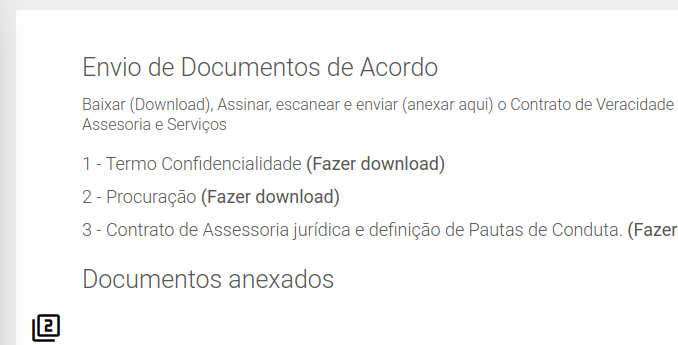 Envio de Documentos de Acordo
Baixar (Download), Assinar, escanear e enviar (anexar aqui) o Contrato de Veracidade
Assesoria e Serviços
1 - Termo Confidencialidade (Fazer download)
2 - Procuração (Fazer download)
3 - Contrato de Assessoria jurídica e definição de Pautas de Conduta. (Fazer
Documentos anexados
2